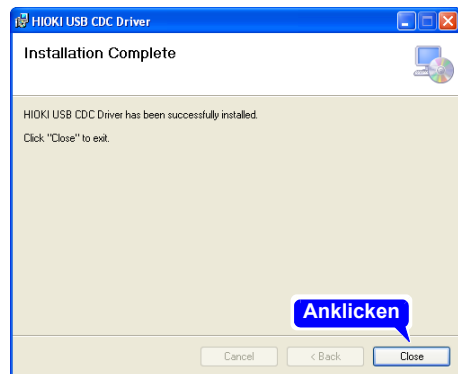 HIOKI USB CDC Driver
Installation Complete
HIOKI USB CDC Driver has been successfully installed.
Click "Close" to exit.
Anklicken
Cancel
< Back
Close